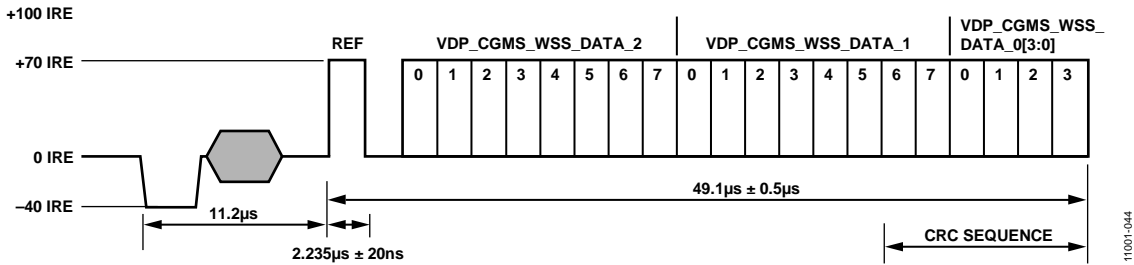 +100 IRE
REF
VDP_CGMS_WSS_DATA_2
VDP_CGMS_WSS_DATA_1
VDP_CGMS_WSS_
DATA_0[3:0]
+70 IRE
0 1 2 3 4 5 6 7 0 1 2 3 4 5 6 7 0 1 2 3
0 IRE
–40 IRE
49.1µs ± 0.5µs
11.2µs
CRC SEQUENCE
2.235µs ± 20ns
11001-044